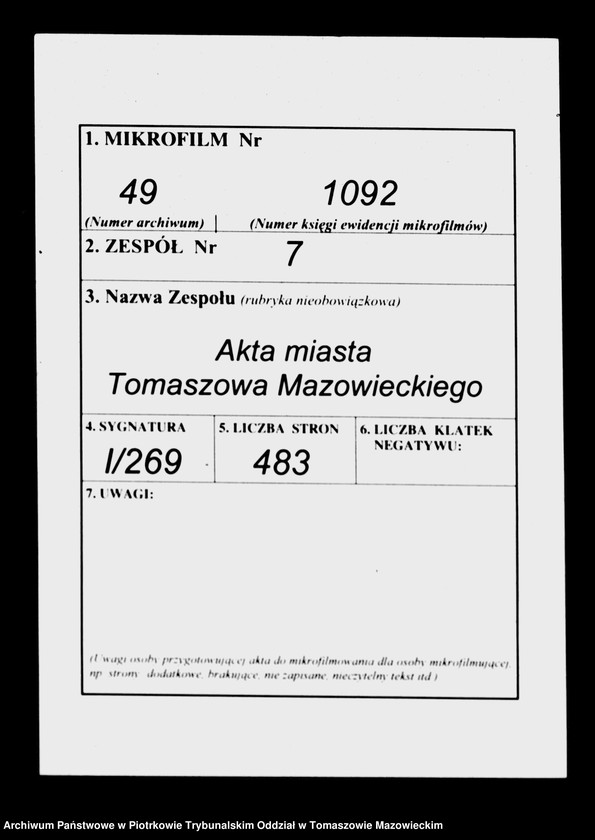 1. MIKROFILM Nr
49 1092
(Numer archiwum) | (Numer księgi ewidencji mikrofilmów)
2. ZESPÓŁ Nr 7
3. Nazwa Zespołu (rubryka nieobowiązkowa)
Akta miasta
Tomaszowa Mazowieckiego
4. SYGNATURA 5. LICZBA STRON 6. LICZBA KLATEK
NEGATYWU:
I/269 483
7. UWAGI:
(Uwagi osoby przygotowującej akta do mikrofilmowania dla osoby mikrofilmującej,
np strony dodatkowe, brakujące, nie zapisane, nieczytelny tekst itd.)
Archiwum Państwowe w Piotrkowie Trybunalskim Oddział w Tomaszowie Mazowieckim